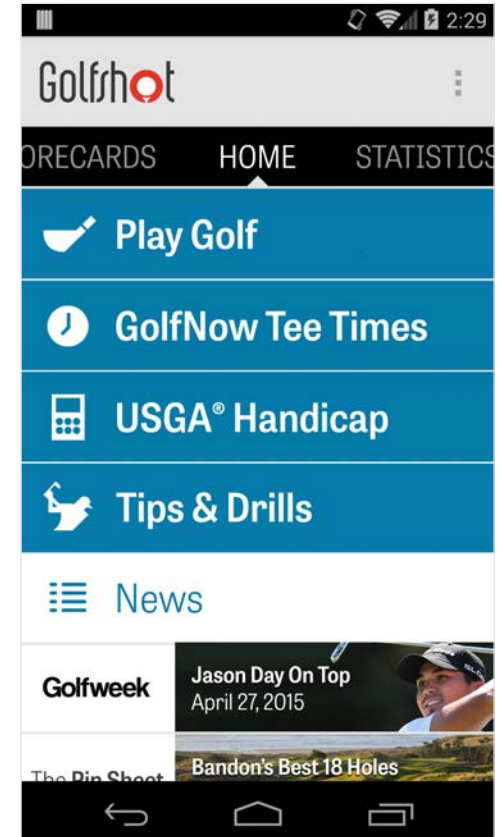 2:29
Golfshot
ORECARDS HOME STATISTICS
Play Golf
GolfNow Tee Times
USGA® Handicap
Tips & Drills
News
Golfweek
Jason Day On Top
April 27, 2015
The Pin Sheet
Bandon's Best 18 Holes